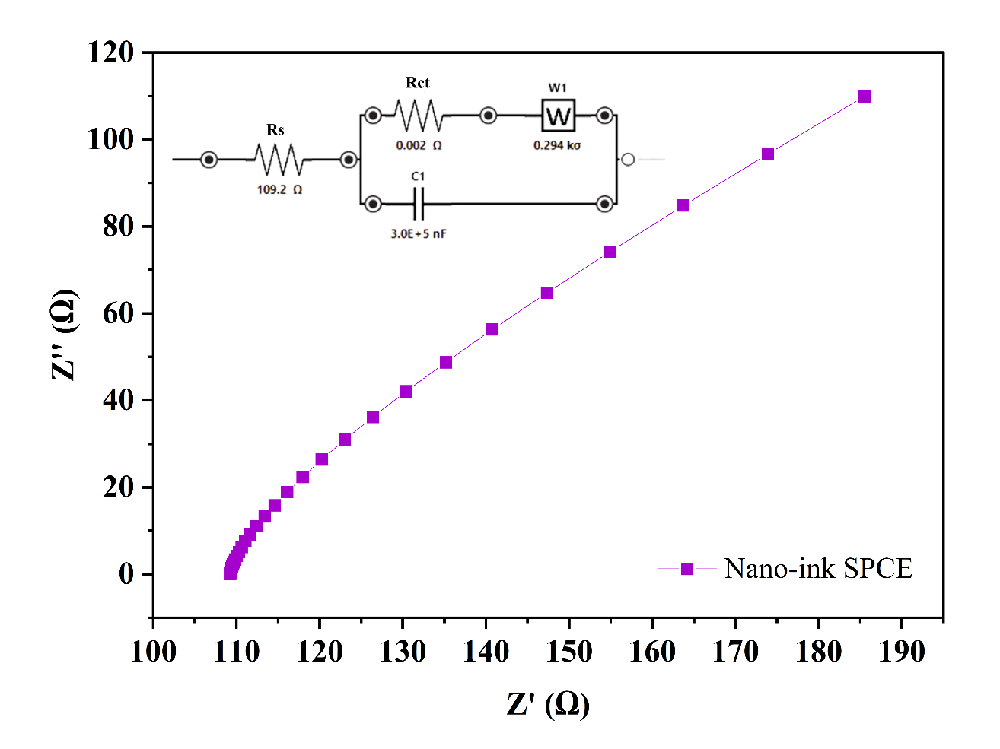 120
100
80
60
40
20
0
Z'' (Ω)
Rs
109.2 Ω
Rct
0.002 Ω
W1
W
0.294 kσ
C1
3.0E+5 nF
Nano-ink SPCE
100 110 120 130 140 150 160 170 180 190
Z' (Ω)